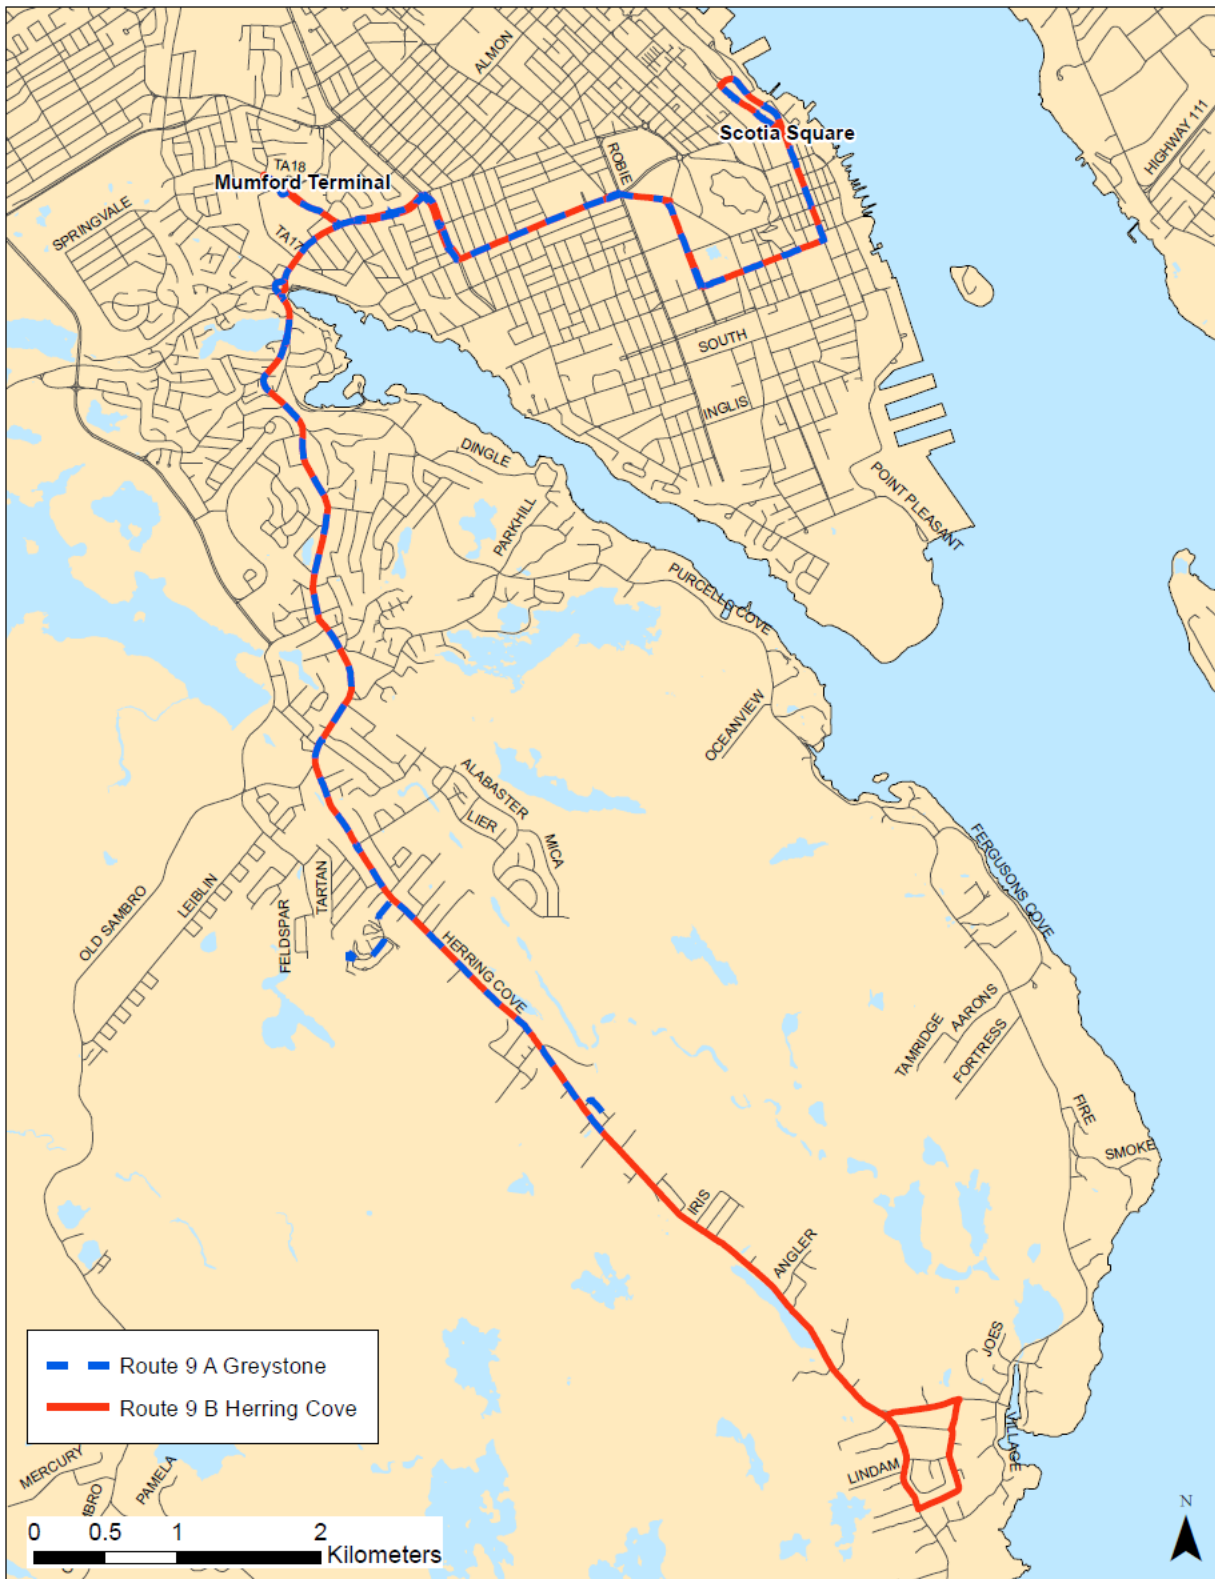 ALMON
HIGHWAY 111
Scotia Square
ROBIE
TA18
Mumford Terminal
SPRINGVALE
TA17
SOUTH
INGLIS
DINGLE
POINT PLEASANT
PARKHILL
PURCELLS COVE
OCEANVIEW
ALABASTER
LIER
MICA
FERGUSONS COVE
TARTAN
LEIBLIN
OLD SAMBRO
FELDSPAR
HERRING COVE
AARONS
TAMRIDGE
FORTRESS
FIRE
SMOKE
IRIS
ANGLER
JOES
Route 9 A Greystone
Route 9 B Herring Cove
VILLAGE
LINDAM
MERCURY
PAMELA
MBRO
N
0 0.5 1 2
Kilometers